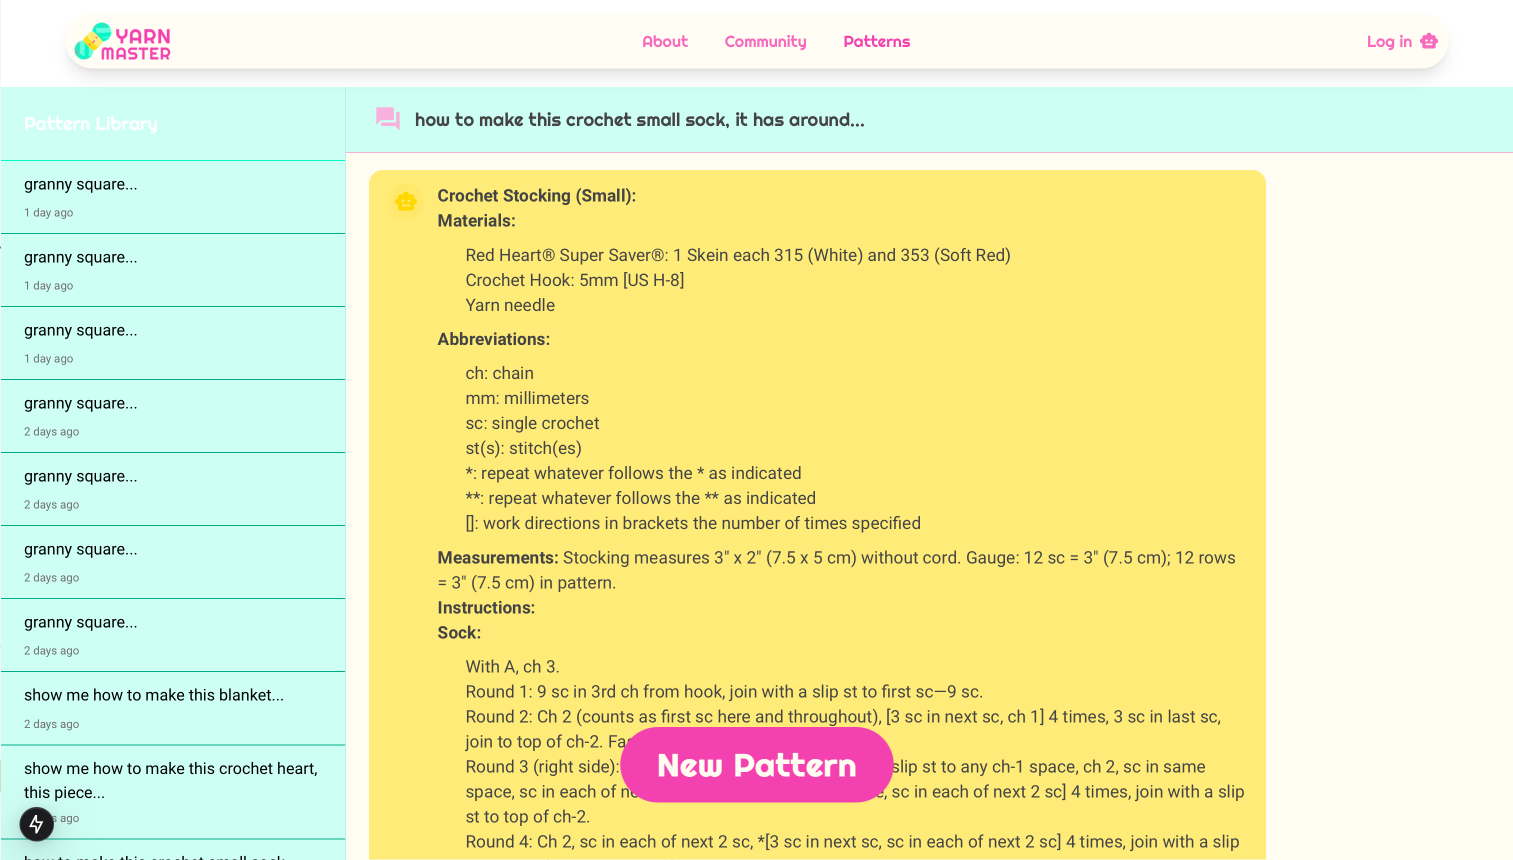 YARN
MASTER
About
Community
Patterns
Log in
Pattern Library
granny square...
1 day ago
granny square...
1 day ago
granny square...
1 day ago
granny square...
2 days ago
granny square...
2 days ago
granny square...
2 days ago
granny square...
2 days ago
show me how to make this blanket...
2 days ago
show me how to make this crochet heart,
this piece...
ago
how to make this crochet small sock
how to make this crochet small sock, it has around...
Crochet Stocking (Small):
Materials:
Red Heart® Super Saver®: 1 Skein each 315 (White) and 353 (Soft Red)
Crochet Hook: 5mm [US H-8]
Yarn needle
Abbreviations:
ch: chain
mm: millimeters
sc: single crochet
st(s): stitch(es)
*: repeat whatever follows the * as indicated
**: repeat whatever follows the ** as indicated
[]: work directions in brackets the number of times specified
Measurements: Stocking measures 3" x 2" (7.5 x 5 cm) without cord. Gauge: 12 sc = 3" (7.5 cm); 12 rows
= 3" (7.5 cm) in pattern.
Instructions:
Sock:
With A, ch 3.
Round 1: 9 sc in 3rd ch from hook, join with a slip st to first sc—9 sc.
Round 2: Ch 2 (counts as first sc here and throughout), [3 sc in next sc, ch 1] 4 times, 3 sc in last sc,
join to top of ch-2.
Round 3 (right side): slip st to any ch-1 space, ch 2, sc in same
space, sc in each of sc in each of next 2 sc] 4 times, join with a slip
st to top of ch-2.
Round 4: Ch 2, sc in each of next 2 sc, *[3 sc in next sc, sc in each of next 2 sc] 4 times, join with a slip
New Pattern